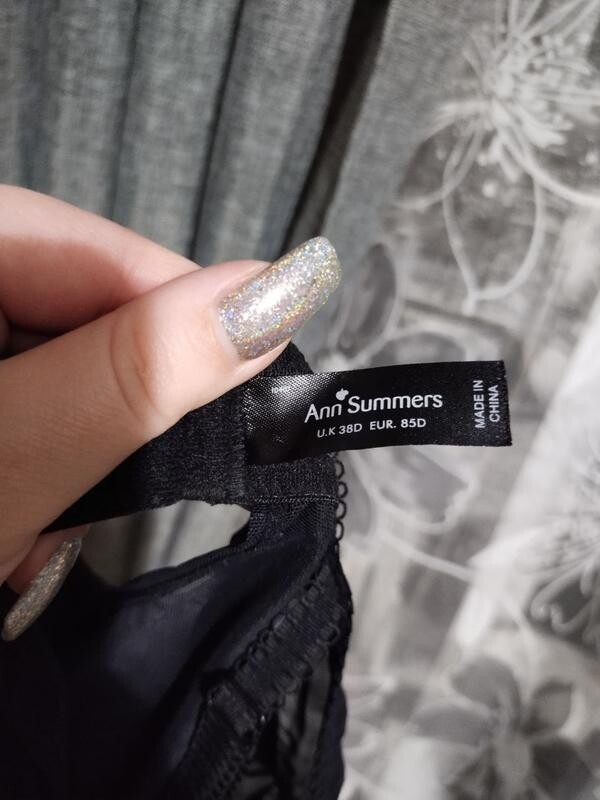 Ann Summers
U.K 38D EUR. 85D
MADE IN
CHINA